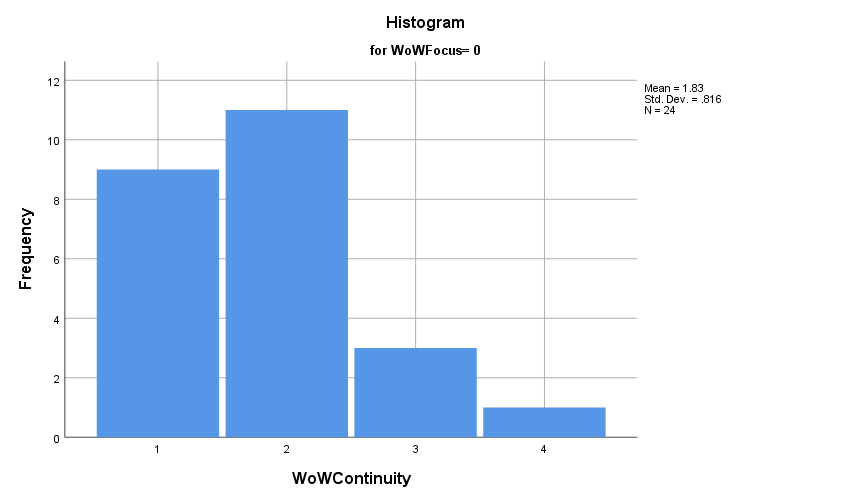 Histogram
for WoWFocus= 0
Mean = 1.83
Std. Dev. = .816
N = 24
Frequency
12
10
8
6
4
2
0
1
2
3
4
WoWContinuity